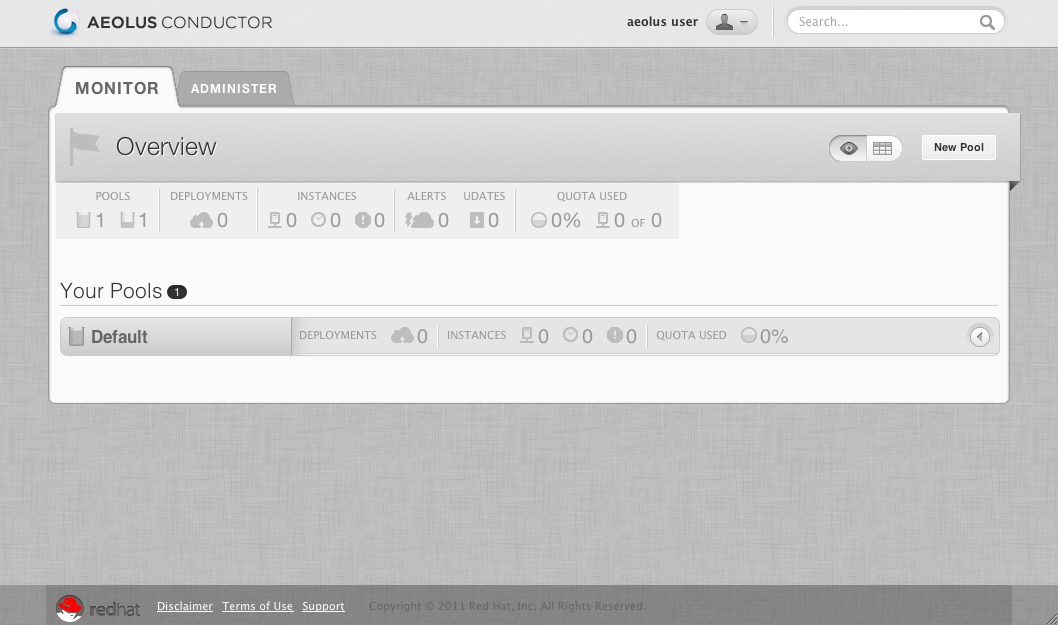 AEOLUS CONDUCTOR
aeolus user
Search...
MONITOR
ADMINISTER
Overview
New Pool
POOLS DEPLOYMENTS INSTANCES ALERTS UDATES QUOTA USED
1 1 0 0 0 0 0 0 0% 0 OF 0
Your Pools 1
Default DEPLOYMENTS 0 INSTANCES 0 0 0 QUOTA USED 0%
redhat Disclaimer Terms of Use Support Copyright © 2011 Red Hat, Inc. All Rights Reserved.